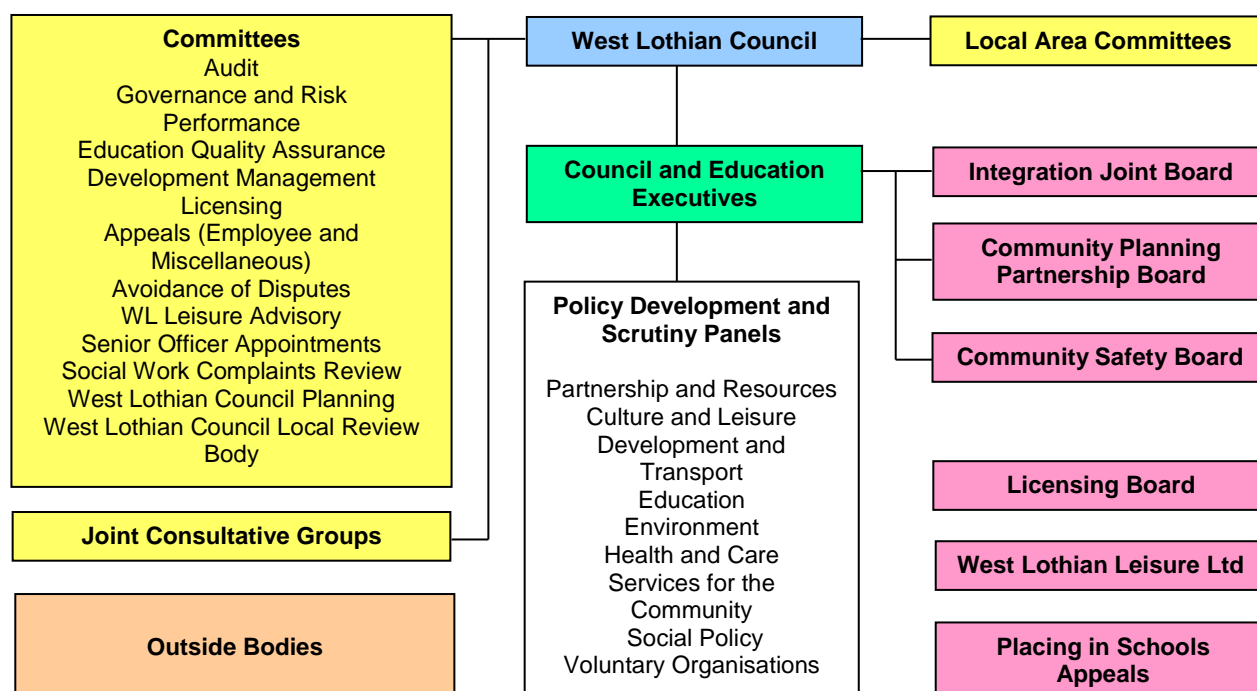 Committees
Audit
Governance and Risk
Performance
Education Quality Assurance
Development Management
Licensing
Appeals (Employee and
Miscellaneous)
Avoidance of Disputes
WL Leisure Advisory
Senior Officer Appointments
Social Work Complaints Review
West Lothian Council Planning
West Lothian Council Local Review
Body
Joint Consultative Groups
Outside Bodies
West Lothian Council
Council and Education
Executives
Policy Development and
Scrutiny Panels
Partnership and Resources
Culture and Leisure
Development and
Transport
Education
Environment
Health and Care
Services for the
Community
Social Policy
Voluntary Organisations
Local Area Committees
Integration Joint Board
Community Planning
Partnership Board
Community Safety Board
Licensing Board
West Lothian Leisure Ltd
Placing in Schools
Appeals